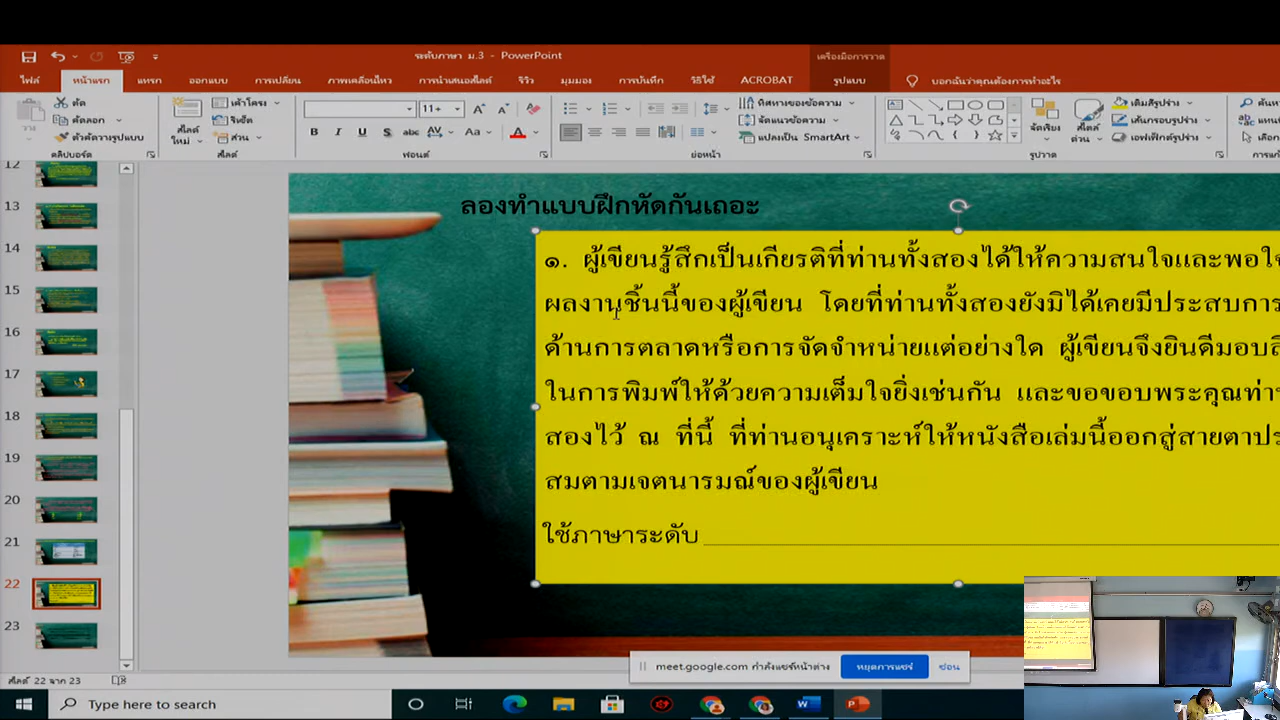 ระดับภาษา ม.3 - PowerPoint
เครื่องมือการวาด
ไฟล์ หน้าแรก แทรก ออกแบบ การเปลี่ยน ภาพเคลื่อนไหว การนำเสนอสไลด์ รีวิว มุมมอง การบันทึก วิธีใช้ ACROBAT รูปแบบ บอกฉันว่าคุณต้องการทำอะไร
วาง
ตัด
คัดลอก
ตัวคัดวางรูปแบบ
คลิปบอร์ด
สไลด์
ใหม่
เค้าโครง
รีเซ็ต
ส่วน
สไลด์
11+
ฟอนต์
ทิศทางของข้อความ
จัดแนวข้อความ
แปลงเป็น SmartArt
ย่อหน้า
จัดเรียง
สไตล์
ด่วน
เติมสีรูปร่าง
เส้นกรอบรูปร่าง
เอฟเฟ็กต์รูปร่าง
รูปวาด
12
13
14
15
16
17
18
19
20
21
22
23
ลองทำแบบฝึกหัดกันเถอะ
๑. ผู้เขียนรู้สึกเป็นเกียรติที่ท่านทั้งสองได้ให้ความสนใจและพอใจ
ผลงานชิ้นนี้ของผู้เขียน โดยที่ท่านทั้งสองยังมิได้เคยมีประสบการ
ด้านการตลาดหรือการจัดจำหน่ายแต่อย่างใด ผู้เขียนจึงยินดีมอบ
ในการพิมพ์ให้ด้วยความเต็มใจยิ่งเช่นกัน และขอขอบพระคุณท่า
สองไว้ ณ ที่นี้ ที่ท่านอนุเคราะห์ให้หนังสือเล่มนี้ออกสู่สายตาปร
สมตามเจตนารมณ์ของผู้เขียน
ใช้ภาษาระดับ
meet.google.com กำลังแชร์หน้าต่าง หยุดการแชร์ ซ่อน
สไลด์ 22 จาก 23
Type here to search